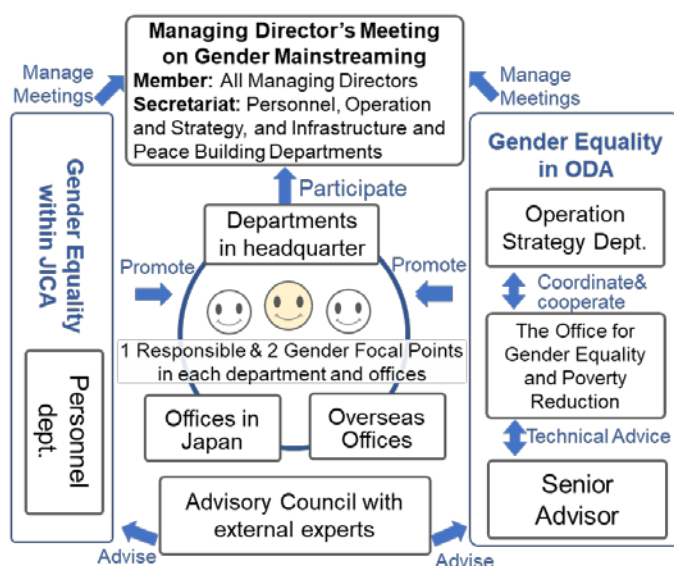 Managing Director's Meeting
on Gender Mainstreaming
Member: All Managing Directors
Secretariat: Personnel, Operation
and Strategy, and Infrastructure and
Peace Building Departments
Manage
Meetings
Manage
Meetings
Gender Equality
within JICA
Personnel
dept.
Participate
Departments
in headquarter
Promote
Promote
1 Responsible & 2 Gender Focal Points
in each department and offices
Offices in
Japan
Overseas
Offices
Gender Equality
in ODA
Operation
Strategy Dept.
Coordinate&
cooperate
The Office for
Gender Equality
and Poverty
Reduction
Technical Advice
Senior
Advisor
Advisory Council with
external experts
Advise
Advise